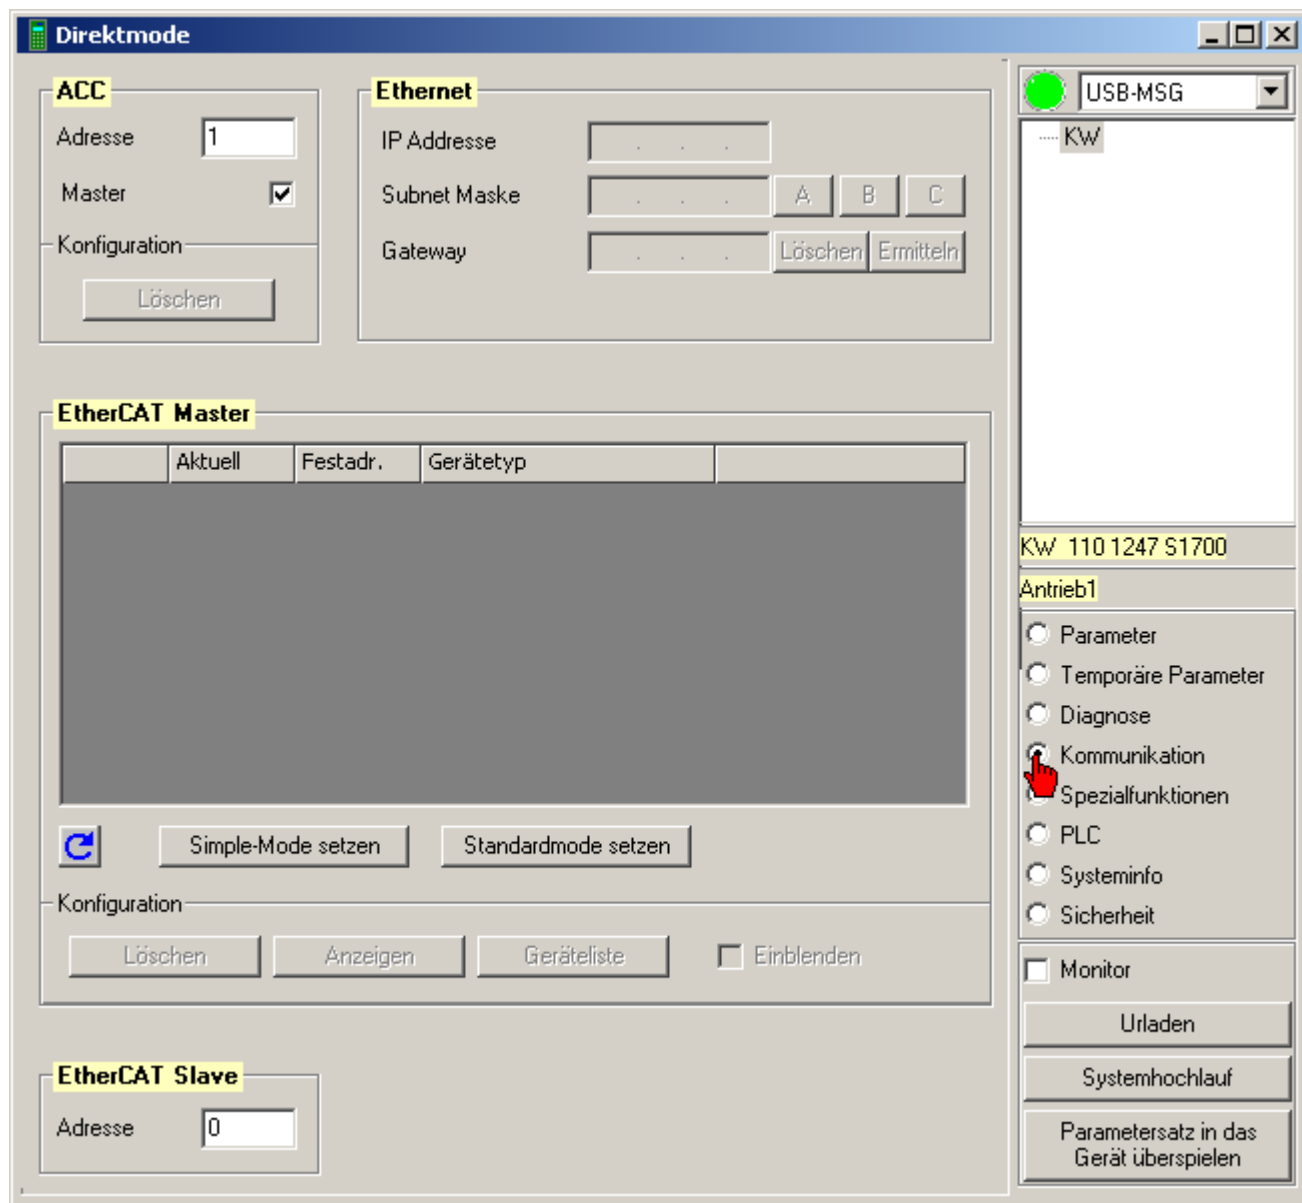 Direktmode
ACC
Adresse 1
Master
Konfiguration
Löschen
Ethernet
IP Addresse . . .
Subnet Maske . . . A B C
Gateway . . . Löschen Ermitteln
EtherCAT Master
Aktuell Festadr. Gerätetyp
Simple-Mode setzen Standardmode setzen
Konfiguration
Löschen Anzeigen Geräteliste Einblenden
EtherCAT Slave
Adresse 0
USB-MSG
KW
KW 110 1247 S1700
Antrieb1
Parameter
Temporäre Parameter
Diagnose
Kommunikation
Spezialfunktionen
PLC
Systeminfo
Sicherheit
Monitor
Urladen
Systemhochlauf
Parametersatz in das
Gerät überspielen